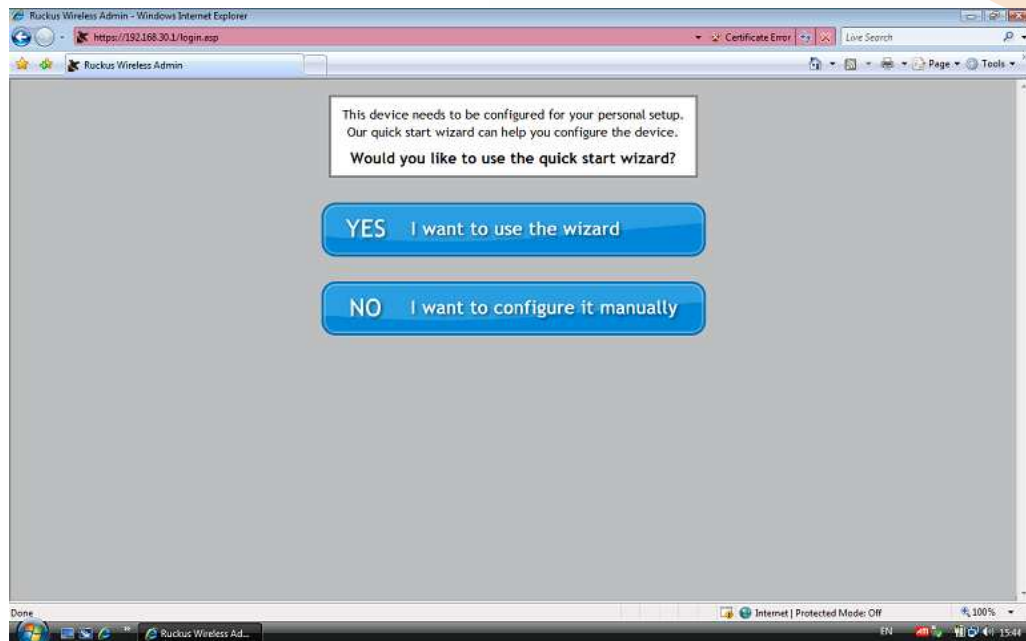 Ruckus Wireless Admin - Windows Internet Explorer
https://192.168.30.1/login.asp
Certificate Error
Live Search
Ruckus Wireless Admin
Page
Tools
This device needs to be configured for your personal setup.
Our quick start wizard can help you configure the device.
Would you like to use the quick start wizard?
YES I want to use the wizard
NO I want to configure it manually
Done
Internet | Protected Mode: Off
100%
Ruckus Wireless Ad...
EN
15:44